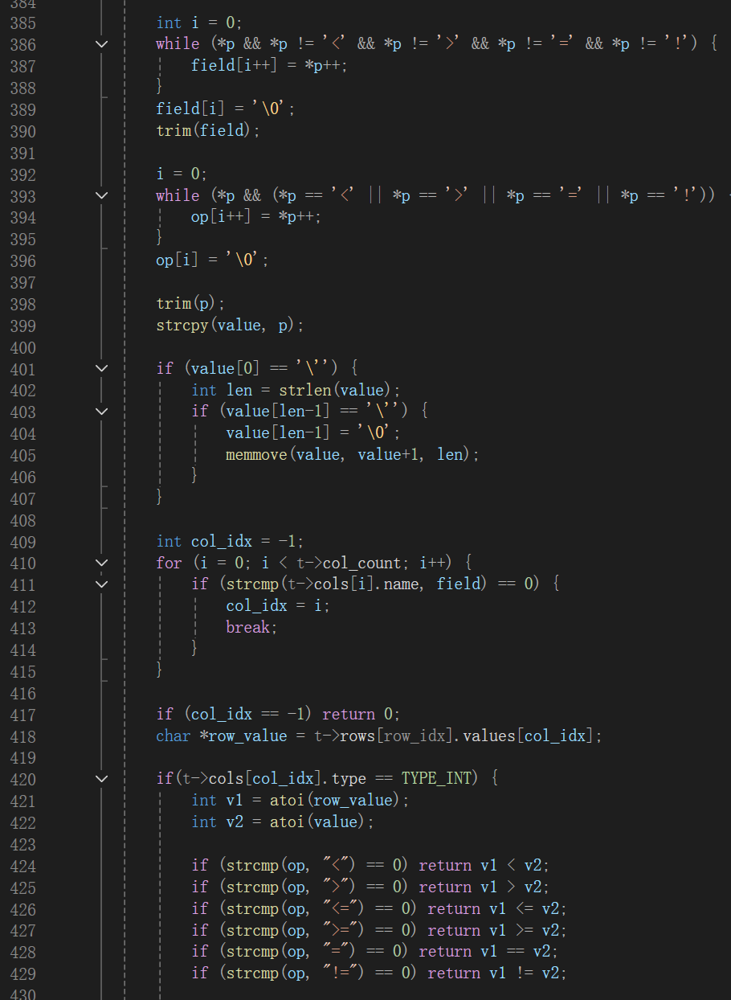 384
385 int i = 0;
386 while (*p && *p != '<' && *p != '>' && *p != '=' && *p != '!') {
387 field[i++] = *p++;
388 }
389 field[i] = '\0';
390 trim(field);
391
392 i = 0;
393 while (*p && (*p == '<' || *p == '>' || *p == '=' || *p == '!')) {
394 op[i++] = *p++;
395 }
396 op[i] = '\0';
397
398 trim(p);
399 strcpy(value, p);
400
401 if (value[0] == '\'') {
402 int len = strlen(value);
403 if (value[len-1] == '\'') {
404 value[len-1] = '\0';
405 memmove(value, value+1, len);
406 }
407 }
408
409 int col_idx = -1;
410 for (i = 0; i < t->col_count; i++) {
411 if (strcmp(t->cols[i].name, field) == 0) {
412 col_idx = i;
413 break;
414 }
415 }
416
417 if (col_idx == -1) return 0;
418 char *row_value = t->rows[row_idx].values[col_idx];
419
420 if(t->cols[col_idx].type == TYPE_INT) {
421 int v1 = atoi(row_value);
422 int v2 = atoi(value);
423
424 if (strcmp(op, "<") == 0) return v1 < v2;
425 if (strcmp(op, ">") == 0) return v1 > v2;
426 if (strcmp(op, "<=") == 0) return v1 <= v2;
427 if (strcmp(op, ">=") == 0) return v1 >= v2;
428 if (strcmp(op, "=") == 0) return v1 == v2;
429 if (strcmp(op, "!=") == 0) return v1 != v2;
430